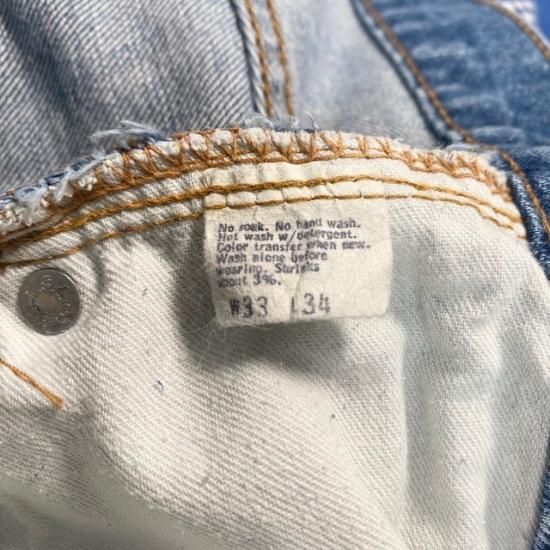 No soak. No hand wash.
Hot wash w/detergent.
Color transfer when new.
Wash alone before
wearing. Shrinks
about 3%.
W33 L34